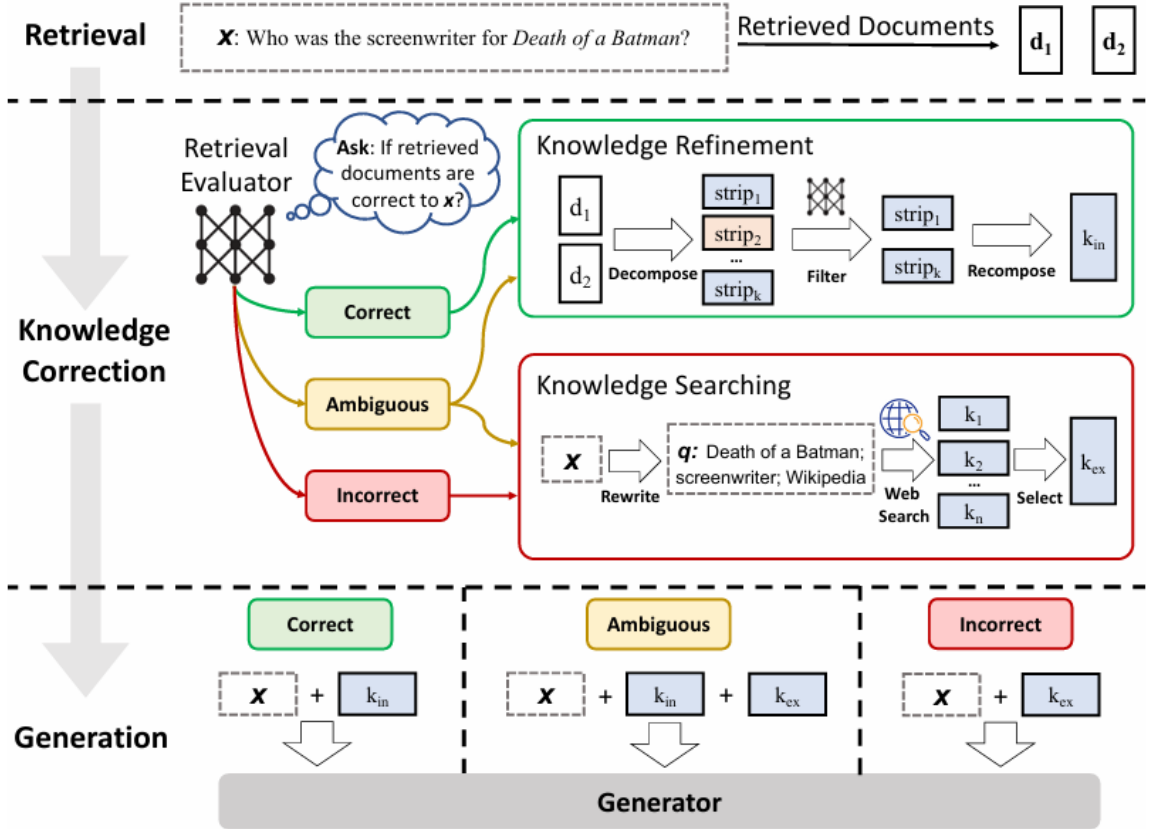 Retrieval
x: Who was the screenwriter for Death of a Batman?
Retrieved Documents
d1
d2
Retrieval
Evaluator
Ask: If retrieved
documents are
correct to x?
Knowledge
Correction
Correct
Ambiguous
Incorrect
Knowledge Refinement
d1
d2
Decompose
strip1
strip2
...
stripk
Filter
strip1
stripk
Recompose
kin
Knowledge Searching
x
Rewrite
q: Death of a Batman;
screenwriter; Wikipedia
Web
Search
k1
k2
...
kn
Select
kex
Generation
Correct
x + kin
Ambiguous
x + kin + kex
Incorrect
x + kex
Generator